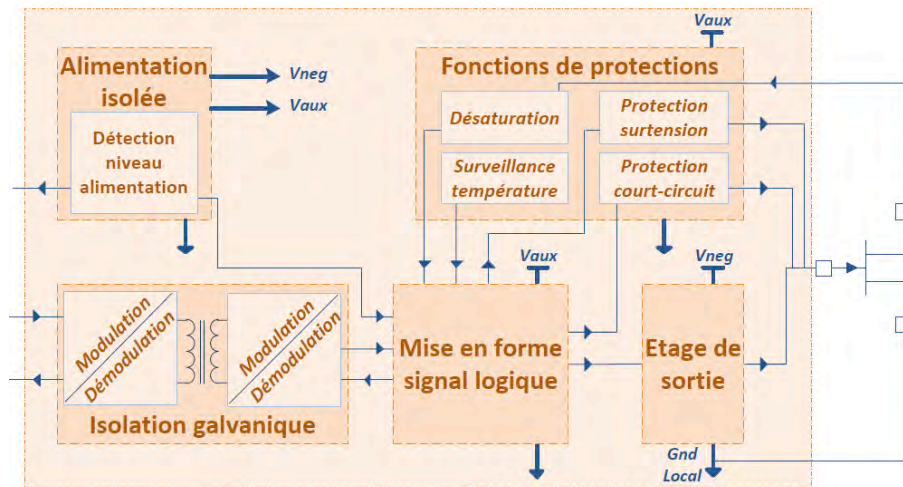 Vaux
Alimentation
isolée
Vneg
Vaux
Détection
niveau
alimentation
Fonctions de protections
Désaturation
Protection
surtension
Surveillance
température
Protection
court-circuit
Vaux
Vneg
Modulation
Démodulation
Modulation
Démodulation
Isolation galvanique
Mise en forme
signal logique
Etage de
sortie
Gnd
Local